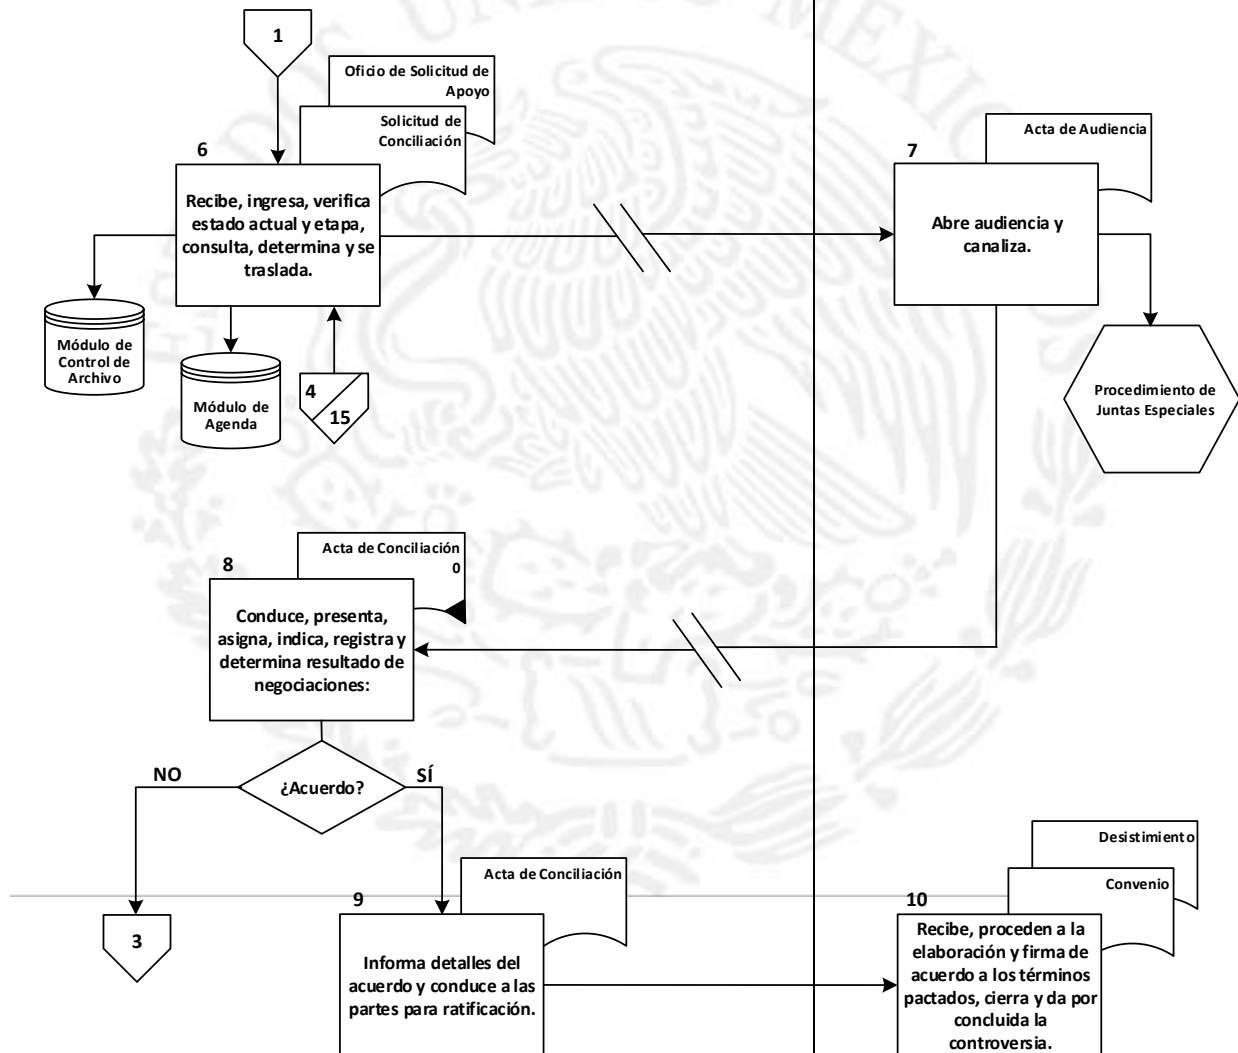 UNIDOS MEXICANOS
1
Oficio de Solicitud de
Apoyo
Solicitud de
Conciliación
6
Recibe, ingresa, verifica
estado actual y etapa,
consulta, determina y se
traslada.
Acta de Audiencia
7
Abre audiencia y
canaliza.
Módulo de
Control de
Archivo
Módulo de
Agenda
4
15
Procedimiento de
Juntas Especiales
Acta de Conciliación
0
8
Conduce, presenta,
asigna, indica, registra y
determina resultado de
negociaciones:
¿Acuerdo?
NO
SÍ
3
Acta de Conciliación
9
Informa detalles del
acuerdo y conduce a las
partes para ratificación.
Desistimiento
Convenio
10
Recibe, proceden a la
elaboración y firma de
acuerdo a los términos
pactados, cierra y da por
concluida la
controversia.